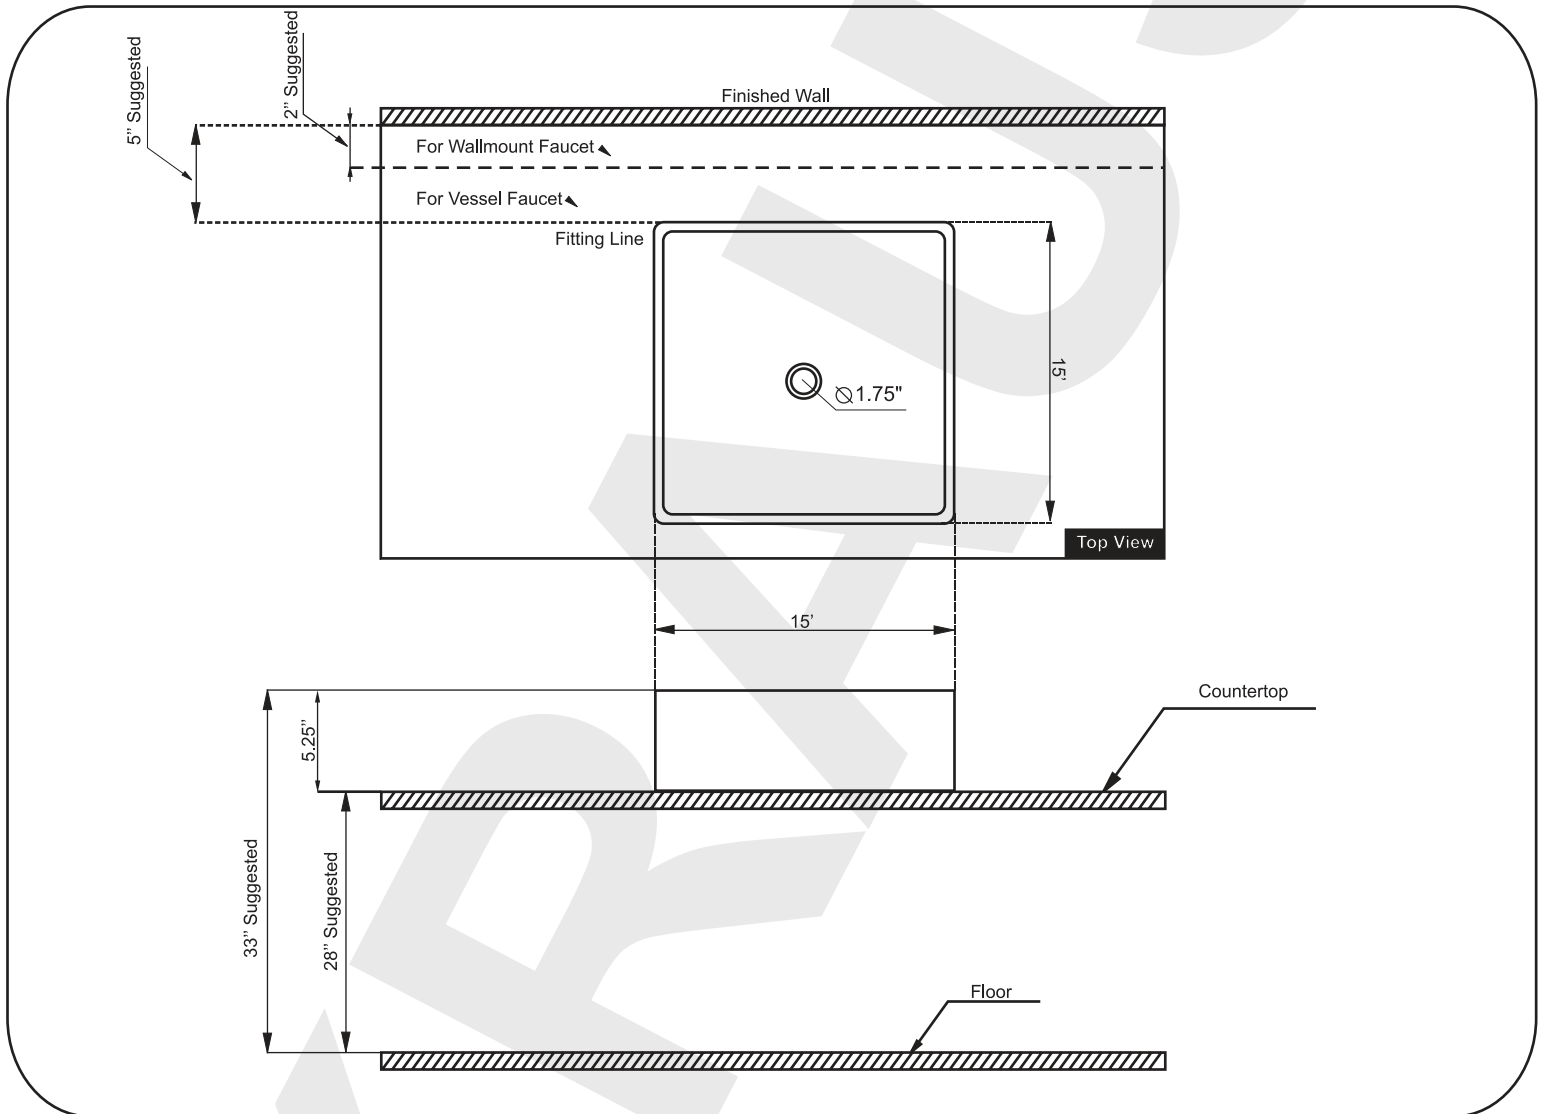 5’’ Suggested
2’’ Suggested
Finished Wall
For Wallmount Faucet
For Vessel Faucet
Fitting Line
15’
∅1.75"
Top View
15’
Countertop
5.25’’
33’’ Suggested
28’’ Suggested
Floor
KRAUS